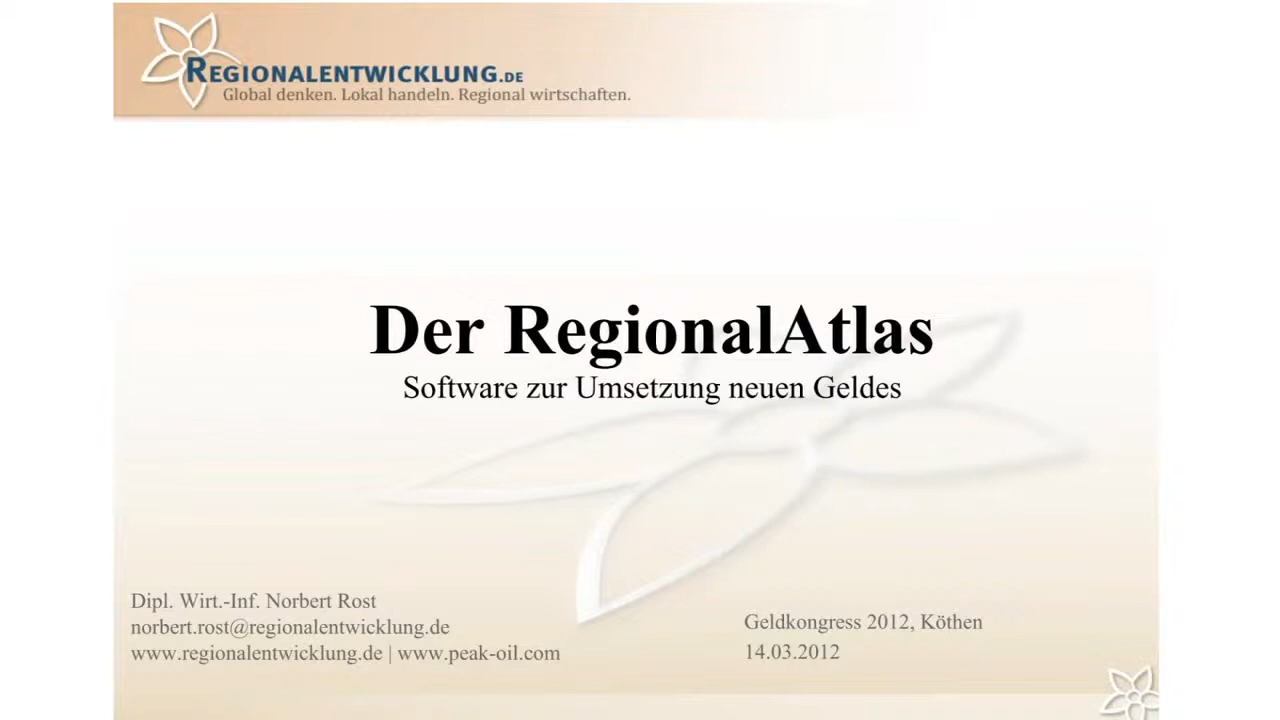 REGIONALENTWICKLUNG.DE
Global denken. Lokal handeln. Regional wirtschaften.
Der RegionalAtlas
Software zur Umsetzung neuen Geldes
Dipl. Wirt.-Inf. Norbert Rost
norbert.rost@regionalentwicklung.de
www.regionalentwicklung.de | www.peak-oil.com
Geldkongress 2012, Köthen
14.03.2012